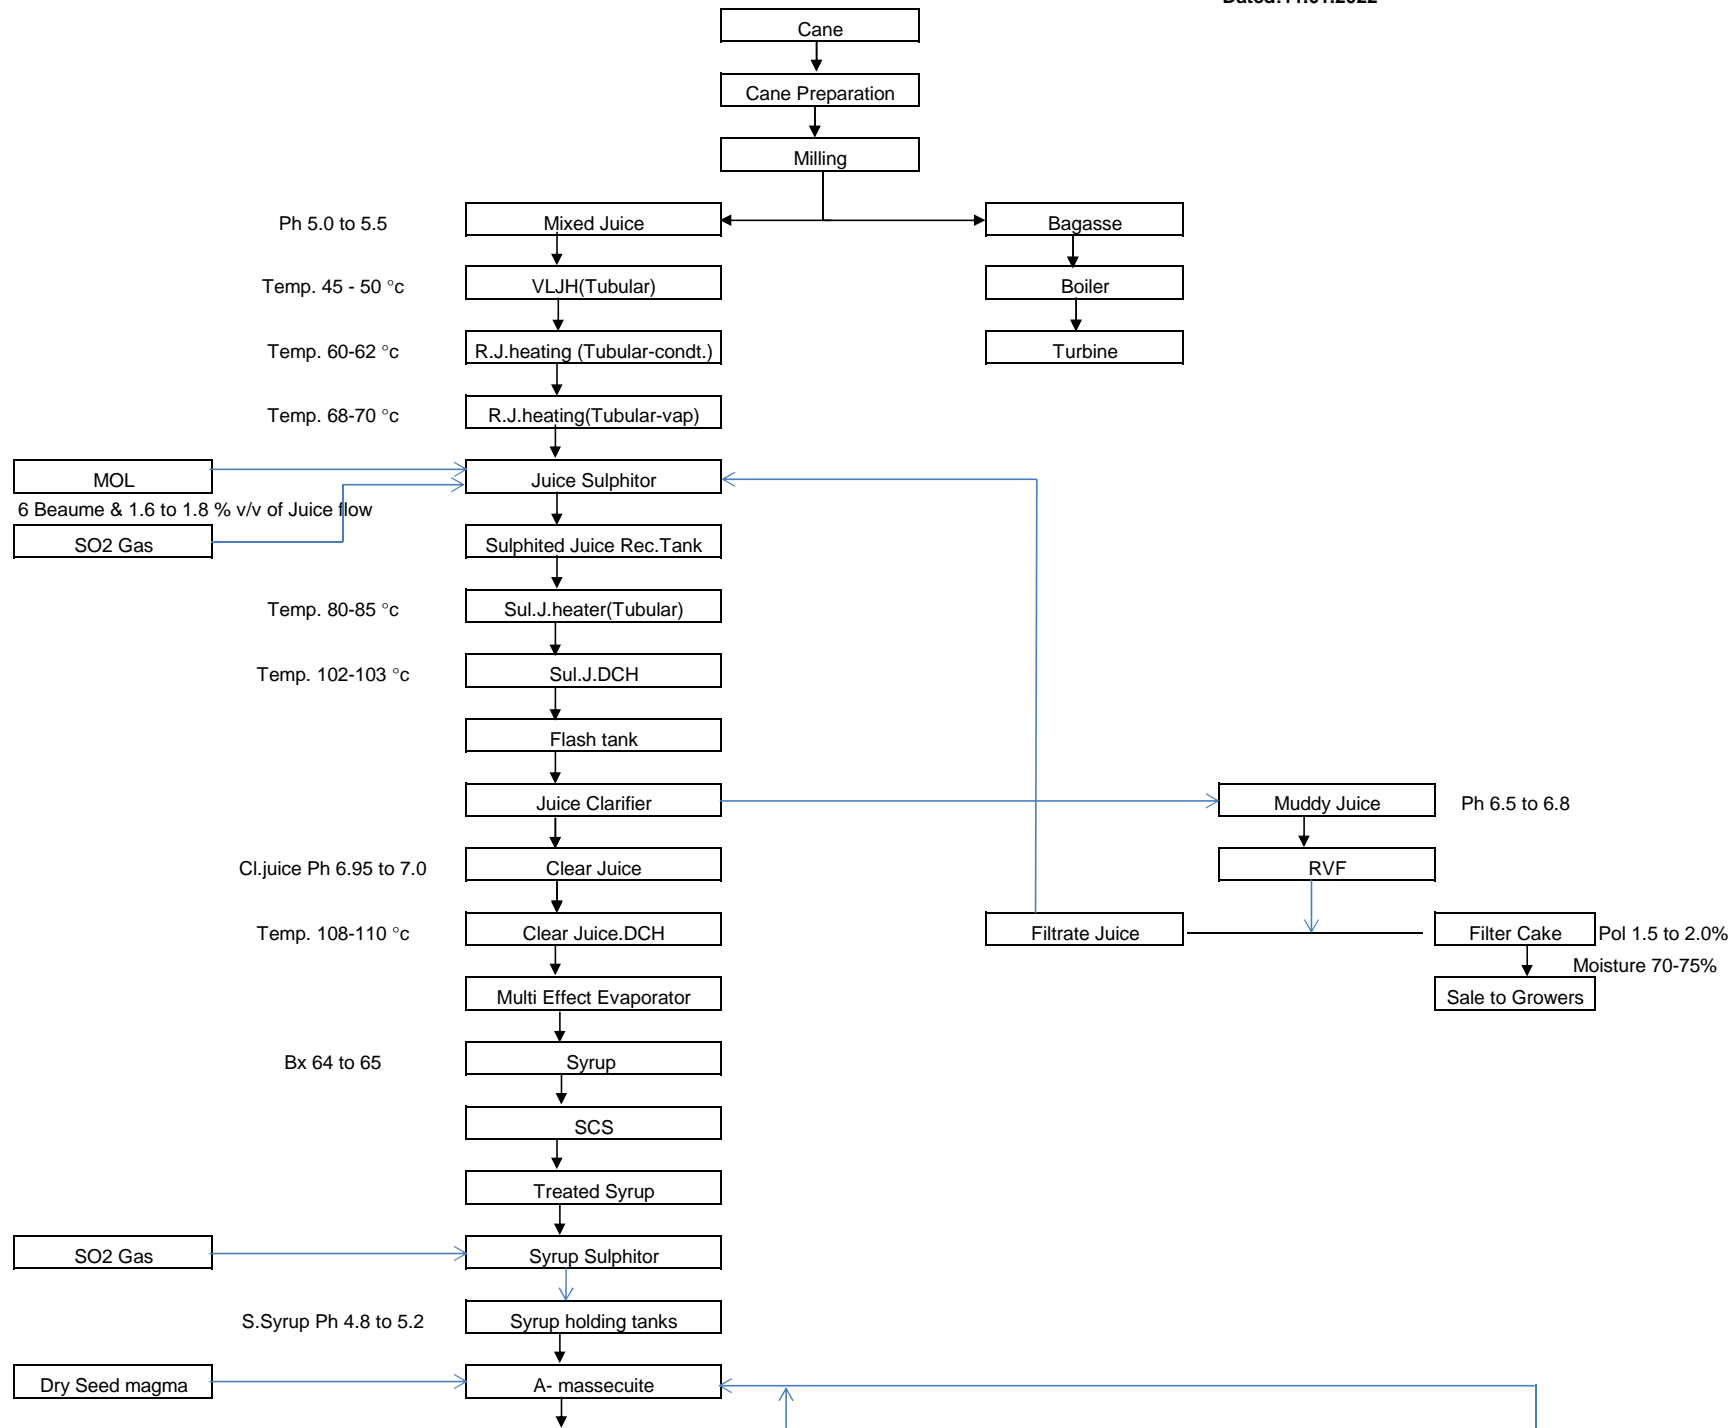 Dated:11.01.2022
Cane
Cane Preparation
Milling
Ph 5.0 to 5.5
Mixed Juice
Bagasse
Temp. 45 - 50 °c
VLJH(Tubular)
Boiler
Temp. 60-62 °c
R.J.heating (Tubular-condt.)
Turbine
Temp. 68-70 °c
R.J.heating(Tubular-vap)
MOL
Juice Sulphitor
6 Beaume & 1.6 to 1.8 % v/v of Juice flow
SO2 Gas
Sulphited Juice Rec.Tank
Temp. 80-85 °c
Sul.J.heater(Tubular)
Temp. 102-103 °c
Sul.J.DCH
Flash tank
Juice Clarifier
Muddy Juice
Ph 6.5 to 6.8
Cl.juice Ph 6.95 to 7.0
Clear Juice
RVF
Temp. 108-110 °c
Clear Juice.DCH
Filtrate Juice
Filter Cake
Pol 1.5 to 2.0%
Moisture 70-75%
Multi Effect Evaporator
Sale to Growers
Bx 64 to 65
Syrup
SCS
Treated Syrup
SO2 Gas
Syrup Sulphitor
S.Syrup Ph 4.8 to 5.2
Syrup holding tanks
Dry Seed magma
A- massecuite